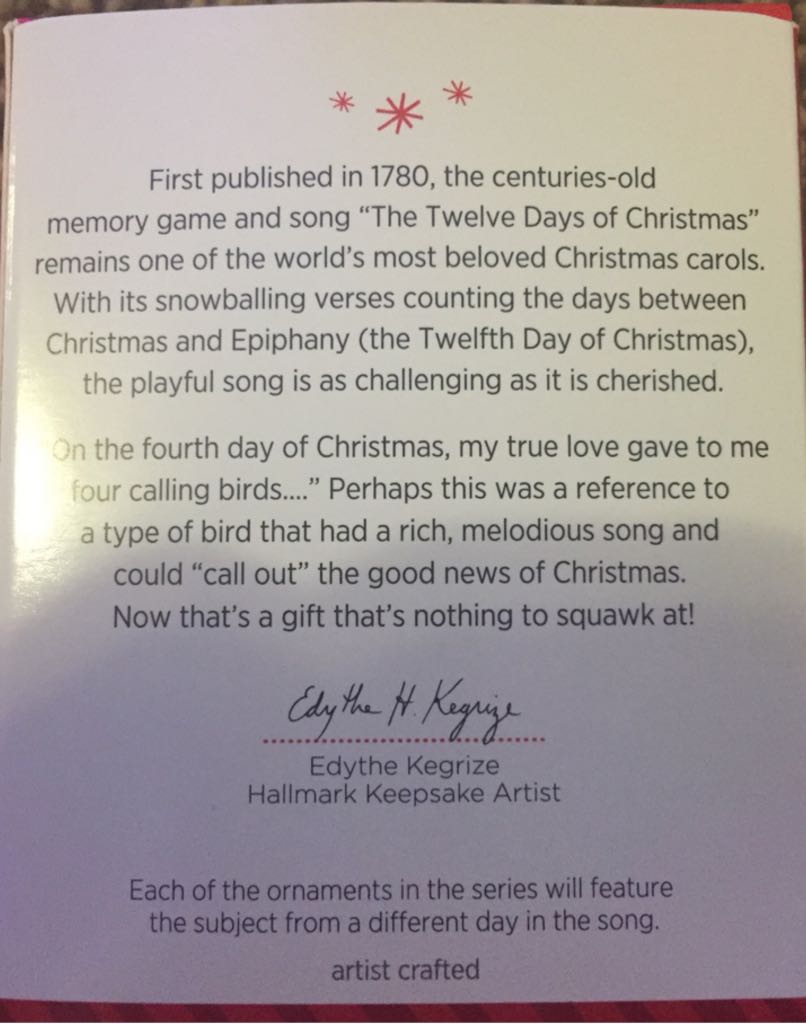 First published in 1780, the centuries-old
memory game and song “The Twelve Days of Christmas”
remains one of the world’s most beloved Christmas carols.
With its snowballing verses counting the days between
Christmas and Epiphany (the Twelfth Day of Christmas),
the playful song is as challenging as it is cherished.
On the fourth day of Christmas, my true love gave to me
four calling birds....” Perhaps this was a reference to
a type of bird that had a rich, melodious song and
could “call out” the good news of Christmas.
Now that’s a gift that’s nothing to squawk at!
Edythe H. Kegrize
Edythe Kegrize
Hallmark Keepsake Artist
Each of the ornaments in the series will feature
the subject from a different day in the song.
artist crafted